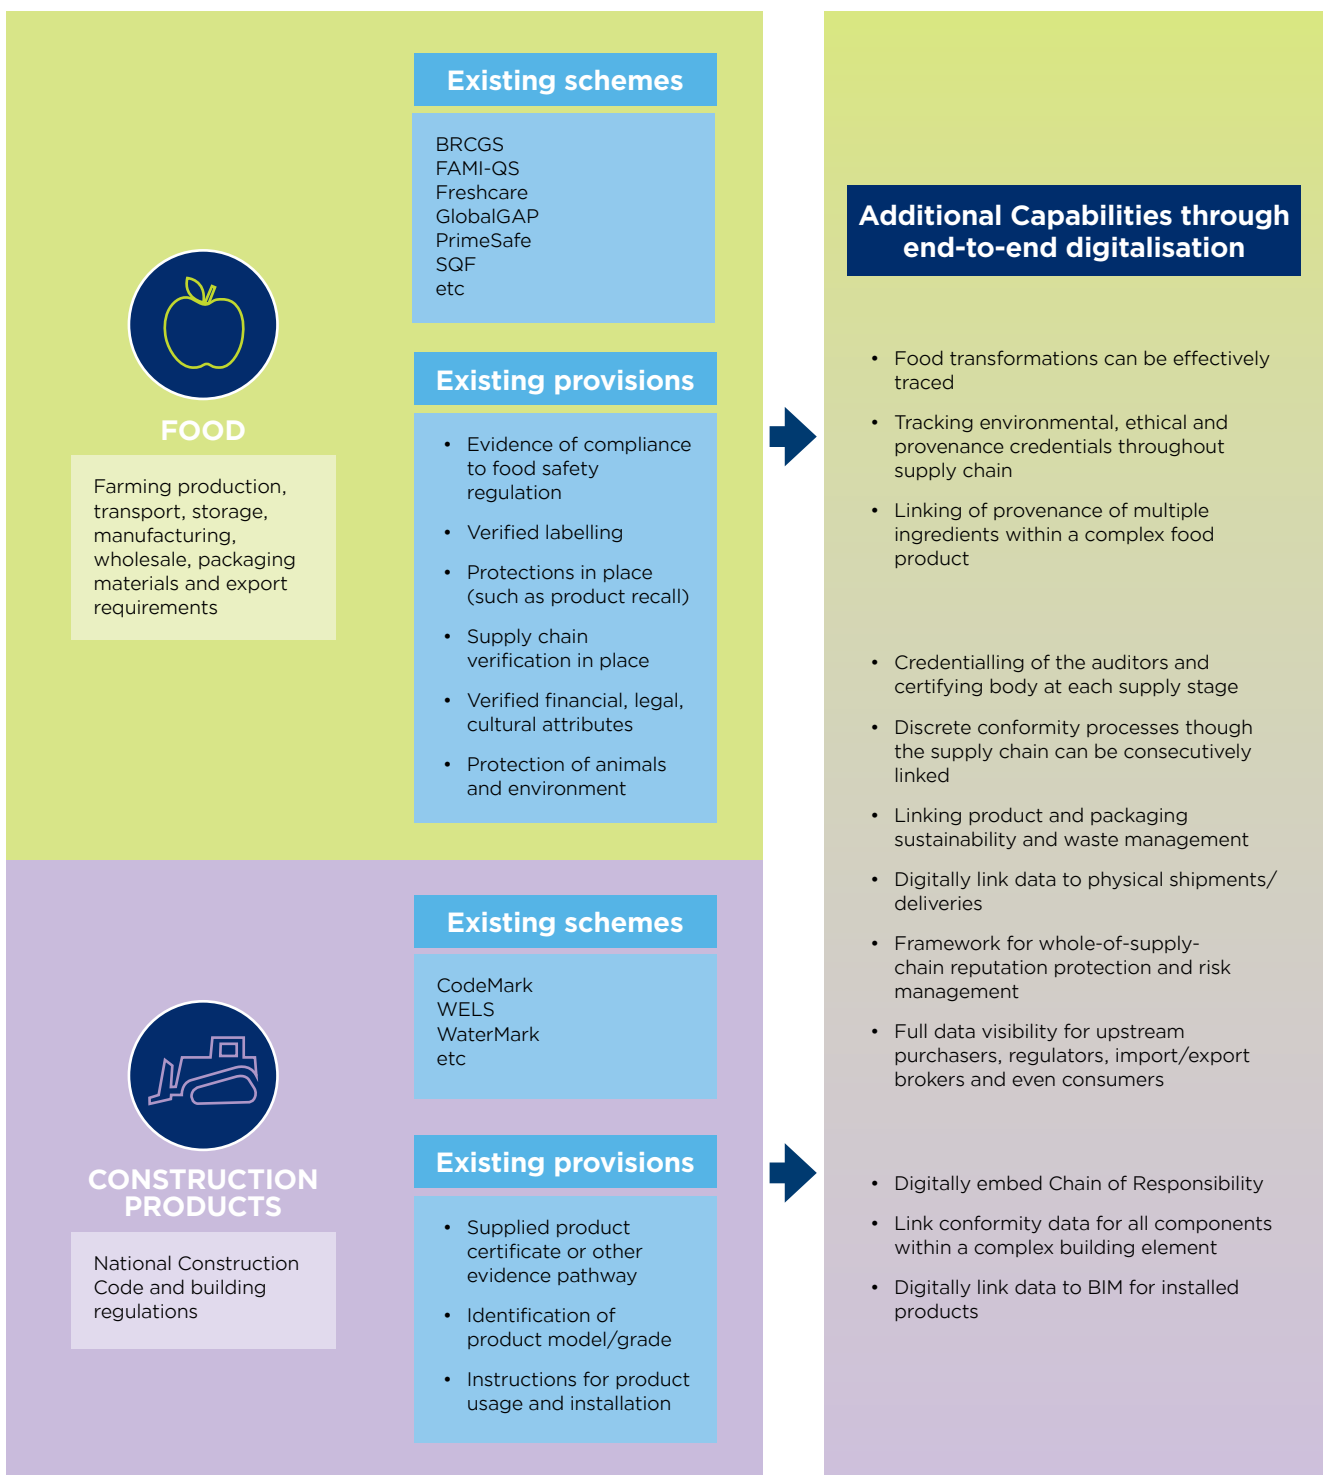 Existing schemes
BRCGS
FAMI-QS
Freshcare
GlobalGAP
PrimeSafe
SQF
etc
FOOD
Farming production,
transport, storage,
manufacturing,
wholesale, packaging
materials and export
requirements
Existing provisions
• Evidence of compliance
to food safety
regulation
• Verified labelling
• Protections in place
(such as product recall)
• Supply chain
verification in place
• Verified financial, legal,
cultural attributes
• Protection of animals
and environment
CONSTRUCTION
PRODUCTS
National Construction
Code and building
regulations
Existing schemes
CodeMark
WELS
WaterMark
etc
Existing provisions
• Supplied product
certificate or other
evidence pathway
• Identification of
product model/grade
• Instructions for product
usage and installation
Additional Capabilities through
end-to-end digitalisation
• Food transformations can be effectively
traced
• Tracking environmental, ethical and
provenance credentials throughout
supply chain
• Linking of provenance of multiple
ingredients within a complex food
product
• Credentialling of the auditors and
certifying body at each supply stage
• Discrete conformity processes though
the supply chain can be consecutively
linked
• Linking product and packaging
sustainability and waste management
• Digitally link data to physical shipments/
deliveries
• Framework for whole-of-supply-
chain reputation protection and risk
management
• Full data visibility for upstream
purchasers, regulators, import/export
brokers and even consumers
• Digitally embed Chain of Responsibility
• Link conformity data for all components
within a complex building element
• Digitally link data to BIM for installed
products